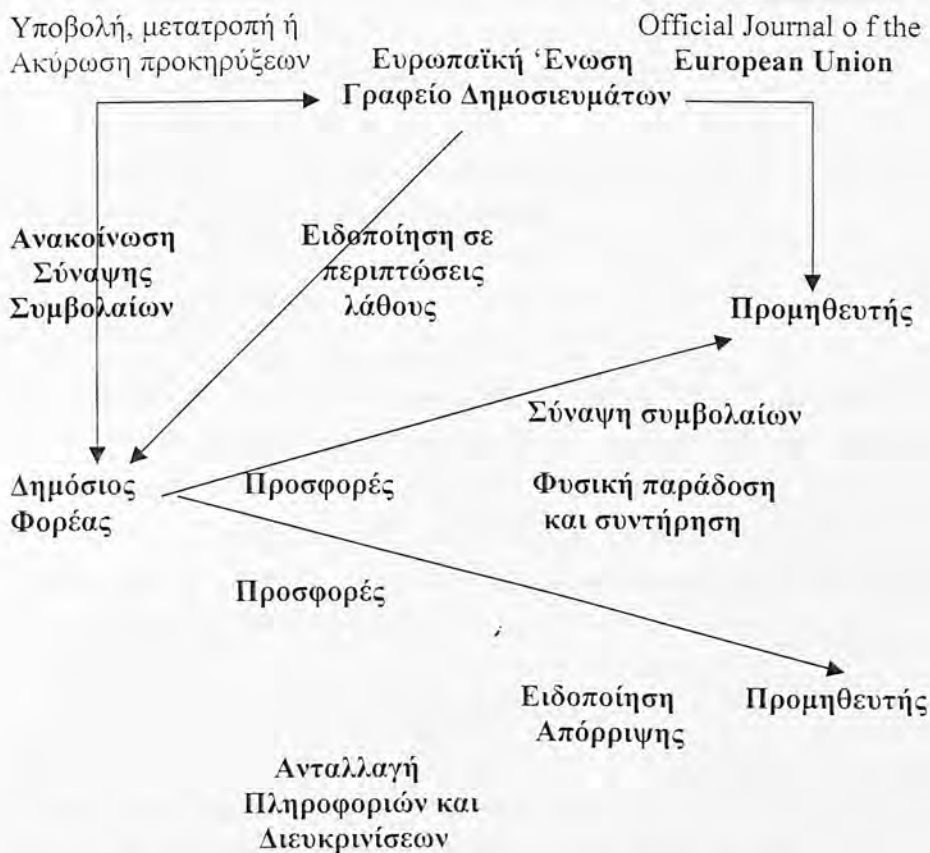 Υποβολή, μετατροπή ή
Ακύρωση προκηρύξεων
Ευρωπαϊκή ‘Ενωση
Γραφείο Δημοσιευμάτων
Official Journal o f the
European Union
Ανακοίνωση
Σύναψης
Συμβολαίων
Ειδοποίηση σε
περιπτώσεις
λάθους
Προμηθευτής
Σύναψη συμβολαίων
Δημόσιος
Φορέας
Προσφορές
Φυσική παράδοση
και συντήρηση
Προσφορές
Ειδοποίηση
Απόρριψης
Προμηθευτής
Ανταλλαγή
Πληροφοριών και
Διευκρινίσεων